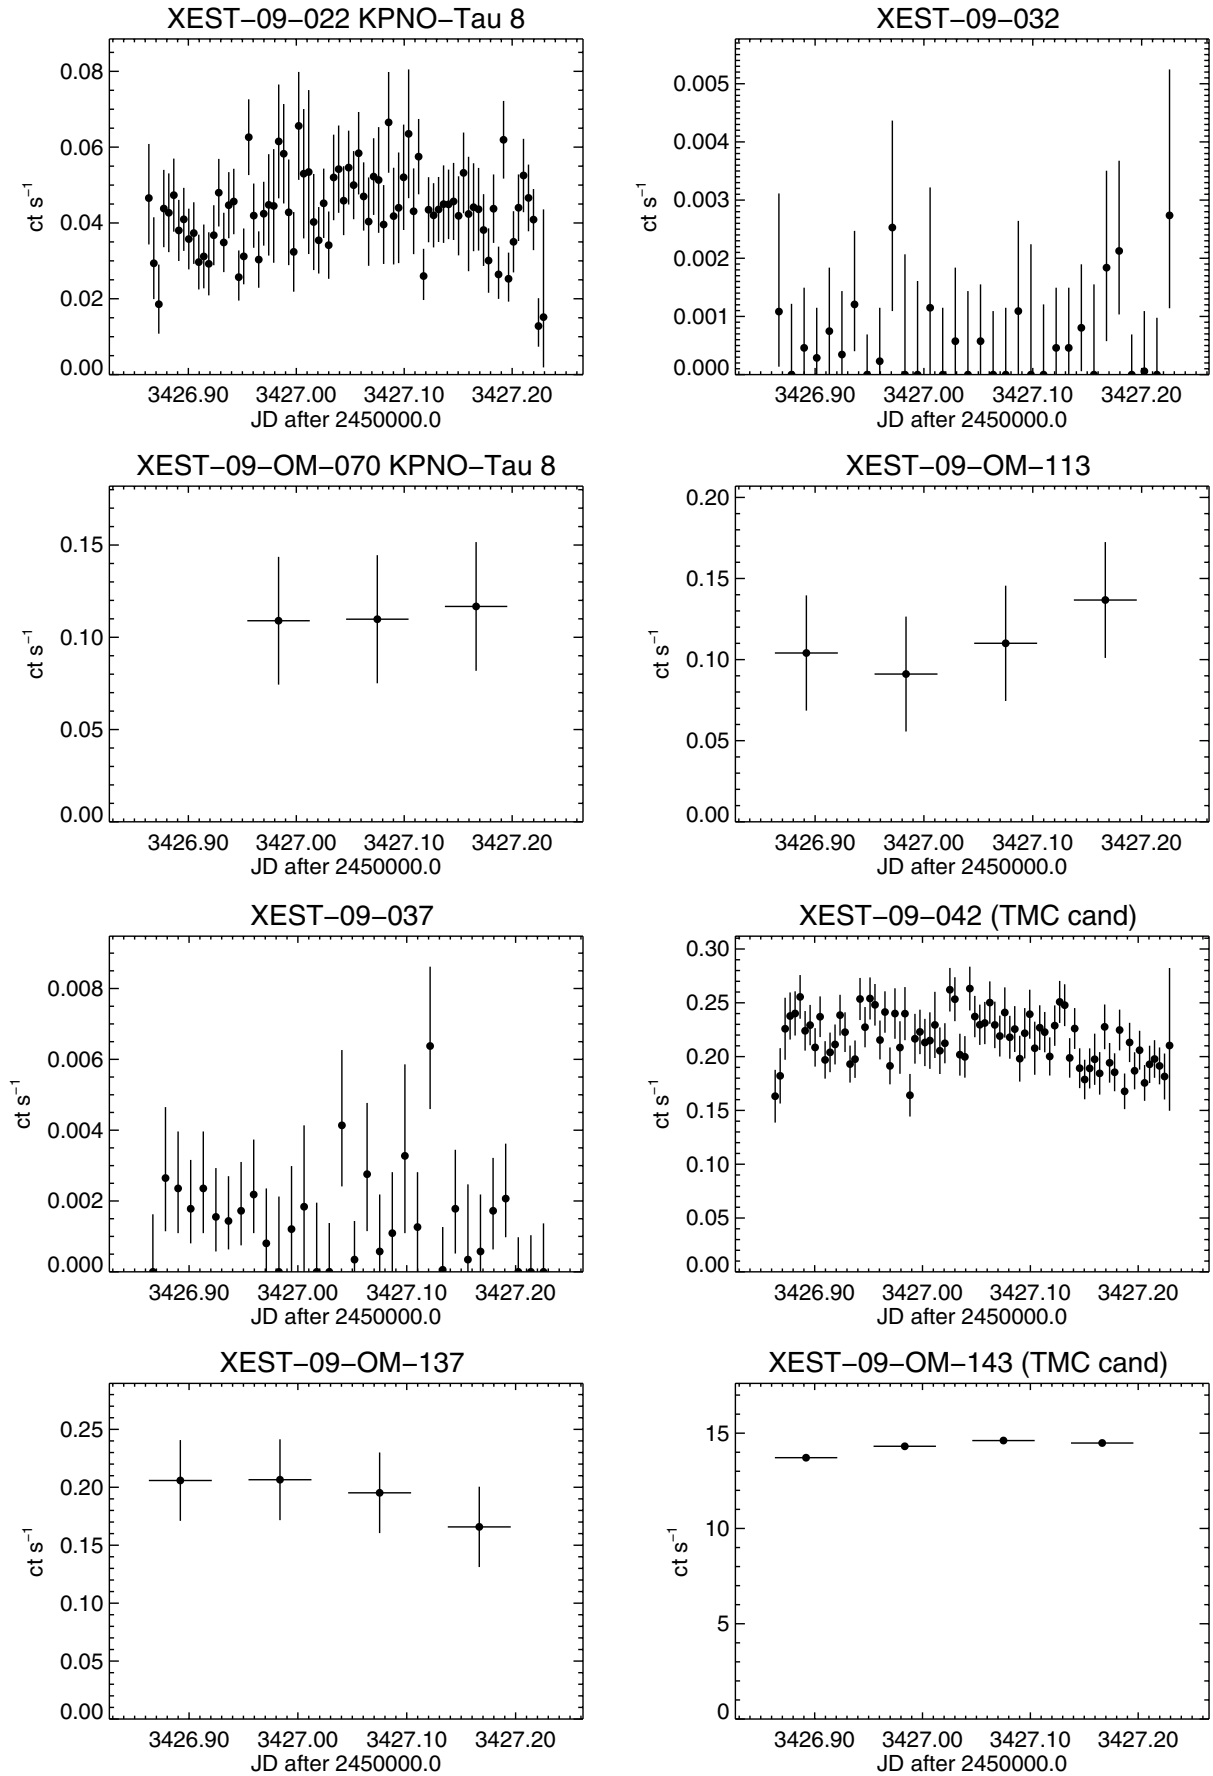 XEST–09–022 KPNO–Tau 8
0.08
0.06
0.04
0.02
0.00
ct s⁻¹
3426.90 3427.00 3427.10 3427.20
JD after 2450000.0
XEST–09–032
0.005
0.004
0.003
0.002
0.001
0.000
ct s⁻¹
3426.90 3427.00 3427.10 3427.20
JD after 2450000.0
XEST–09–OM–070 KPNO–Tau 8
0.15
0.10
0.05
0.00
ct s⁻¹
3426.90 3427.00 3427.10 3427.20
JD after 2450000.0
XEST–09–OM–113
0.20
0.15
0.10
0.05
0.00
ct s⁻¹
3426.90 3427.00 3427.10 3427.20
JD after 2450000.0
XEST–09–037
0.008
0.006
0.004
0.002
0.000
ct s⁻¹
3426.90 3427.00 3427.10 3427.20
JD after 2450000.0
XEST–09–042 (TMC cand)
0.30
0.25
0.20
0.15
0.10
0.05
0.00
ct s⁻¹
3426.90 3427.00 3427.10 3427.20
JD after 2450000.0
XEST–09–OM–137
0.25
0.20
0.15
0.10
0.05
0.00
ct s⁻¹
3426.90 3427.00 3427.10 3427.20
JD after 2450000.0
XEST–09–OM–143 (TMC cand)
15
10
5
0
ct s⁻¹
3426.90 3427.00 3427.10 3427.20
JD after 2450000.0